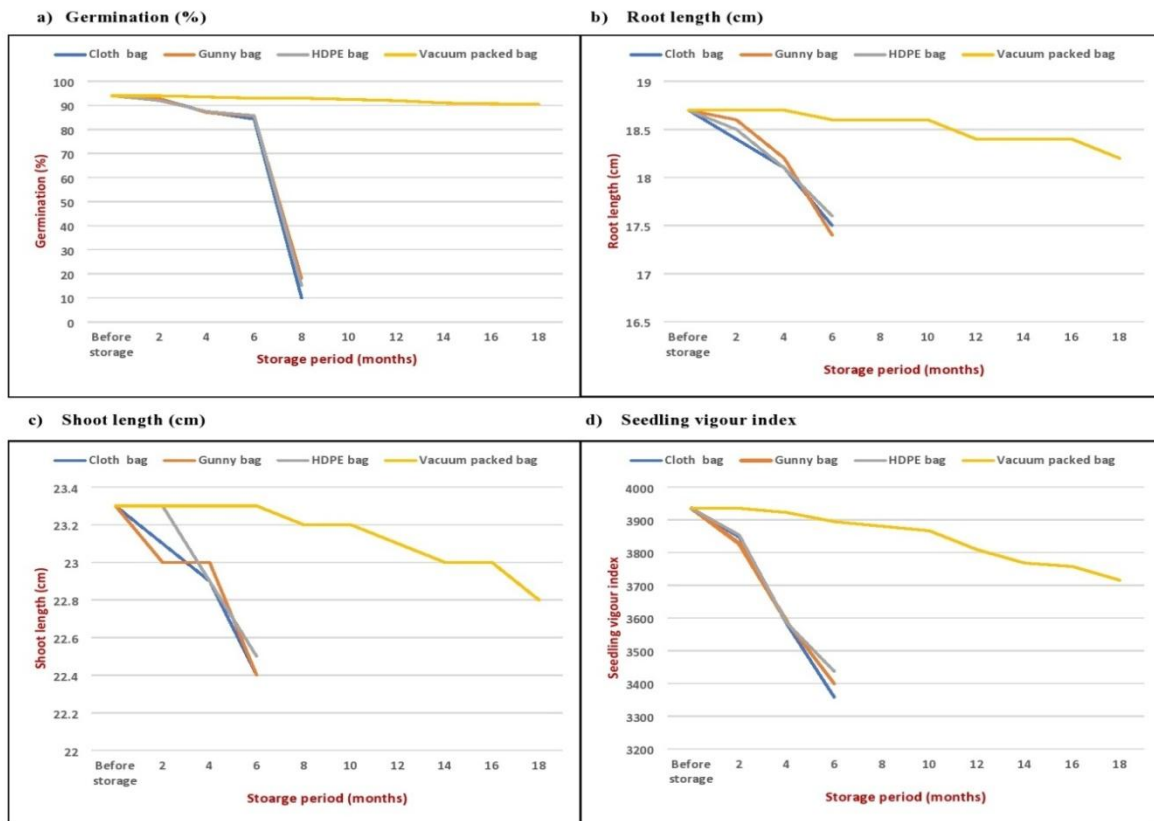 a) Germination (%)
Cloth bag Gunny bag HDPE bag Vacuum packed bag
100
90
80
70
60
50
40
30
20
10
0
Germination (%)
Before storage 2 4 6 8 10 12 14 16 18
Storage period (months)
b) Root length (cm)
Cloth bag Gunny bag HDPE bag Vacuum packed bag
19
18.5
18
17.5
17
16.5
Root length (cm)
Before storage 2 4 6 8 10 12 14 16 18
Storage period (months)
c) Shoot length (cm)
Cloth bag Gunny bag HDPE bag Vacuum packed bag
23.4
23.2
23
22.8
22.6
22.4
22.2
22
Shoot length (cm)
Before storage 2 4 6 8 10 12 14 16 18
Stoarge period (months)
d) Seedling vigour index
Cloth bag Gunny bag HDPE bag Vacuum packed bag
4000
3900
3800
3700
3600
3500
3400
3300
3200
Seedling vigour index
Before storage 2 4 6 8 10 12 14 16 18
Storage period (months)